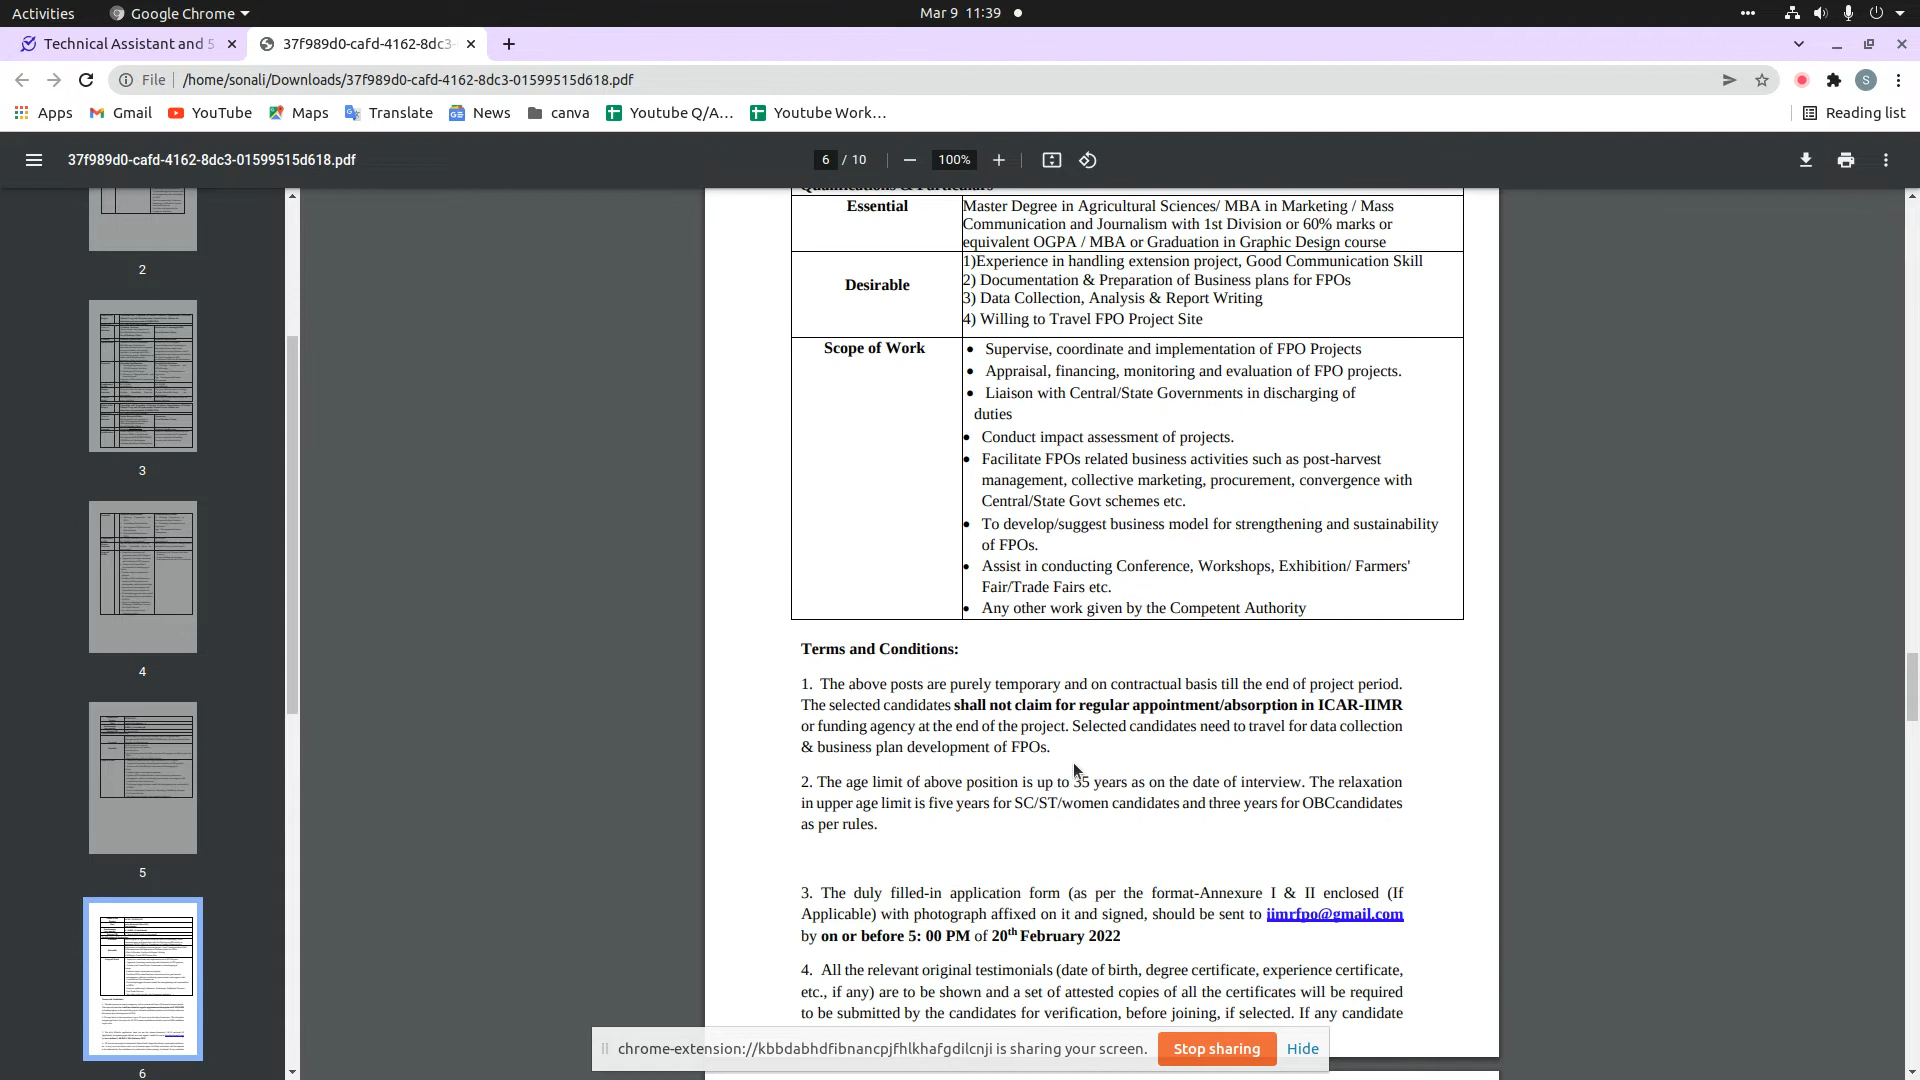 Activities
Google Chrome
Mar 9 11:39
Technical Assistant and 5
37f989d0-cafd-4162-8dc3-
File
/home/sonali/Downloads/37f989d0-cafd-4162-8dc3-01599515d618.pdf
S
Apps
Gmail
YouTube
Maps
Translate
News
canva
Youtube Q/A...
Youtube Work...
Reading list
37f989d0-cafd-4162-8dc3-01599515d618.pdf
6 / 10
100%
2
3
4
5
6
Qualifications & Particulars
Essential
Master Degree in Agricultural Sciences/ MBA in Marketing / Mass
Communication and Journalism with 1st Division or 60% marks or
equivalent OGPA / MBA or Graduation in Graphic Design course
Desirable
1)Experience in handling extension project, Good Communication Skill
2) Documentation & Preparation of Business plans for FPOs
3) Data Collection, Analysis & Report Writing
4) Willing to Travel FPO Project Site
Scope of Work
• Supervise, coordinate and implementation of FPO Projects
• Appraisal, financing, monitoring and evaluation of FPO projects.
• Liaison with Central/State Governments in discharging of
duties
• Conduct impact assessment of projects.
• Facilitate FPOs related business activities such as post-harvest
management, collective marketing, procurement, convergence with
Central/State Govt schemes etc.
• To develop/suggest business model for strengthening and sustainability
of FPOs.
• Assist in conducting Conference, Workshops, Exhibition/ Farmers'
Fair/Trade Fairs etc.
• Any other work given by the Competent Authority
Terms and Conditions:
1. The above posts are purely temporary and on contractual basis till the end of project period.
The selected candidates shall not claim for regular appointment/absorption in ICAR-IIMR
or funding agency at the end of the project. Selected candidates need to travel for data collection
& business plan development of FPOs.
2. The age limit of above position is up to 35 years as on the date of interview. The relaxation
in upper age limit is five years for SC/ST/women candidates and three years for OBCcandidates
as per rules.
3. The duly filled-in application form (as per the format-Annexure I & II enclosed (If
Applicable) with photograph affixed on it and signed, should be sent to iimrfpo@gmail.com
by on or before 5: 00 PM of 20th February 2022
4. All the relevant original testimonials (date of birth, degree certificate, experience certificate,
etc., if any) are to be shown and a set of attested copies of all the certificates will be required
to be submitted by the candidates for verification, before joining, if selected. If any candidate
chrome-extension://kbbdabhdfibnancpjfhlkhafgdilcnji is sharing your screen.
Stop sharing
Hide